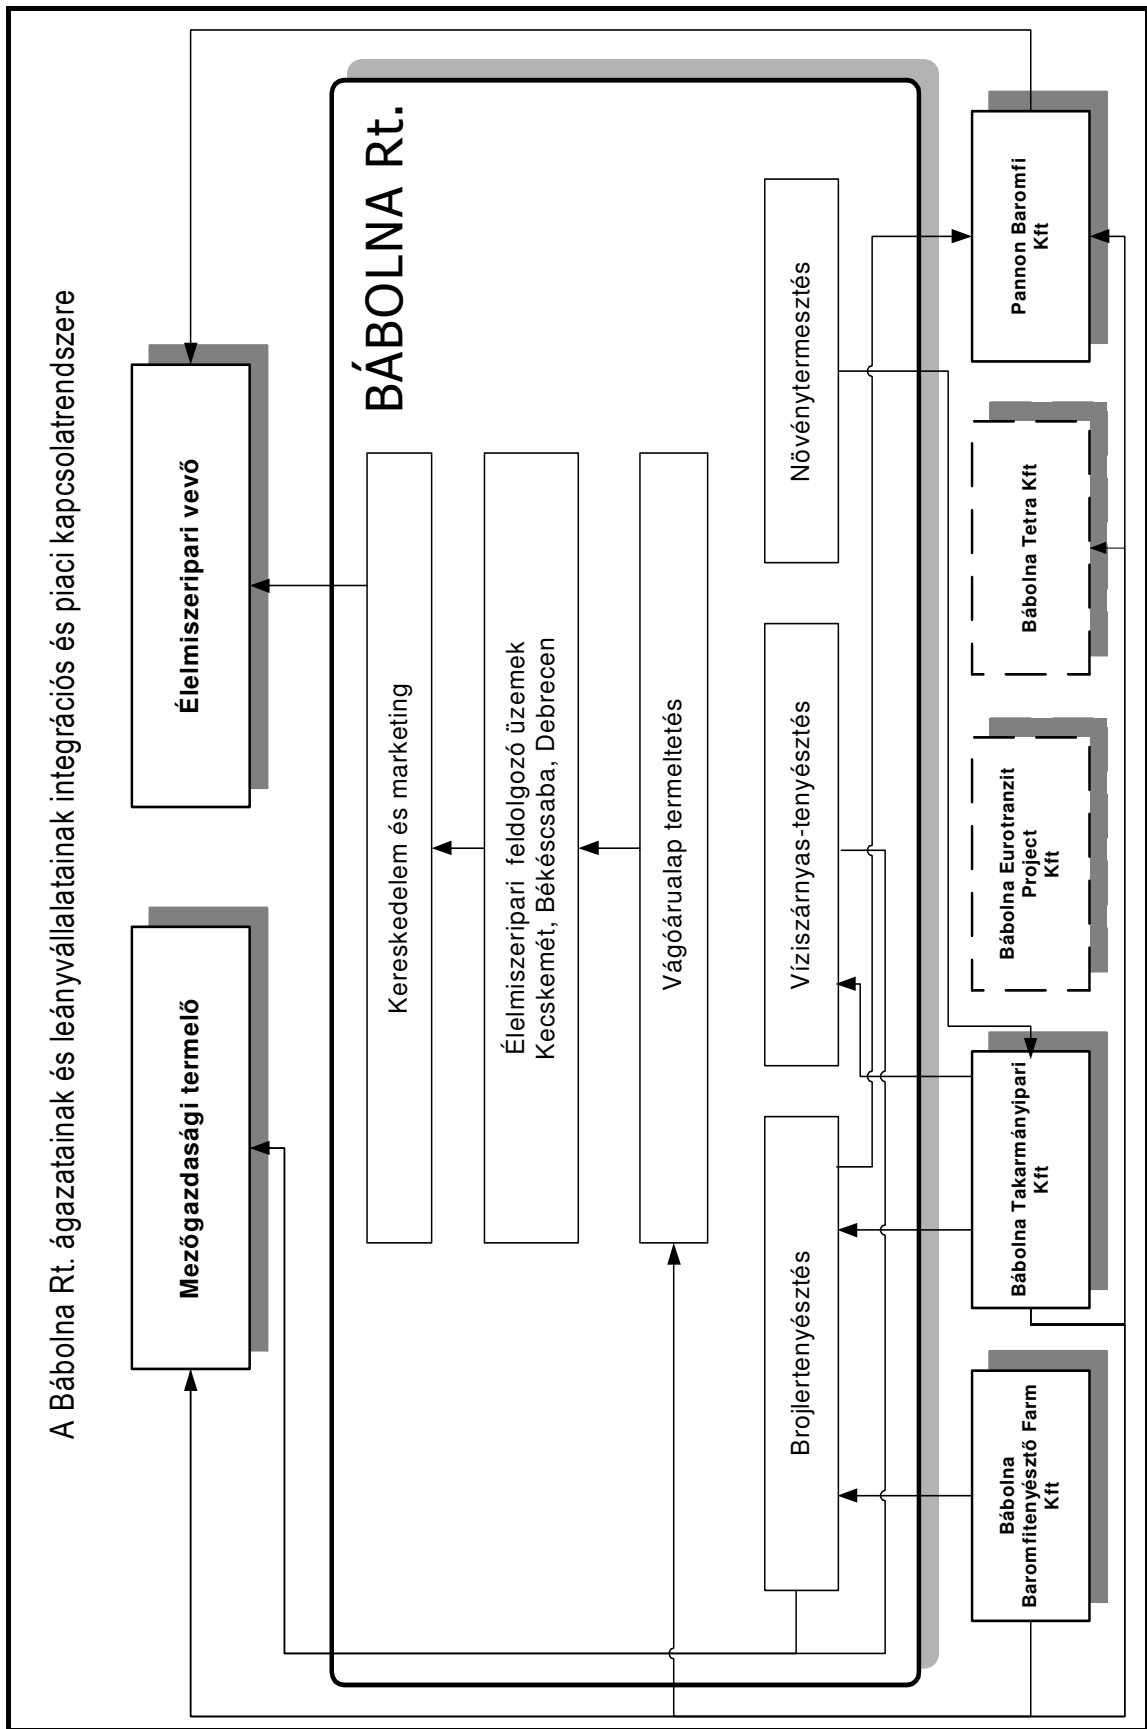 A Bábolna Rt. ágazatainak és leányvállalatainak integrációs és piaci kapcsolatrendszere
Mezőgazdasági termelő
Élelmiszeripari vevő
BÁBOLNA Rt.
Kereskedelem és marketing
Élelmiszeripari feldolgozó üzemek
Kecskemét, Békéscsaba, Debrecen
Vágóárualap termeltetés
Brojlertenyésztés
Víziszárnyas-tenyésztés
Növénytermesztés
Bábolna
Baromfitenyésztő Farm
Kft
Bábolna Takarmányipari
Kft
Bábolna Eurotranzit
Project
Kft
Bábolna Tetra Kft
Pannon Baromfi
Kft